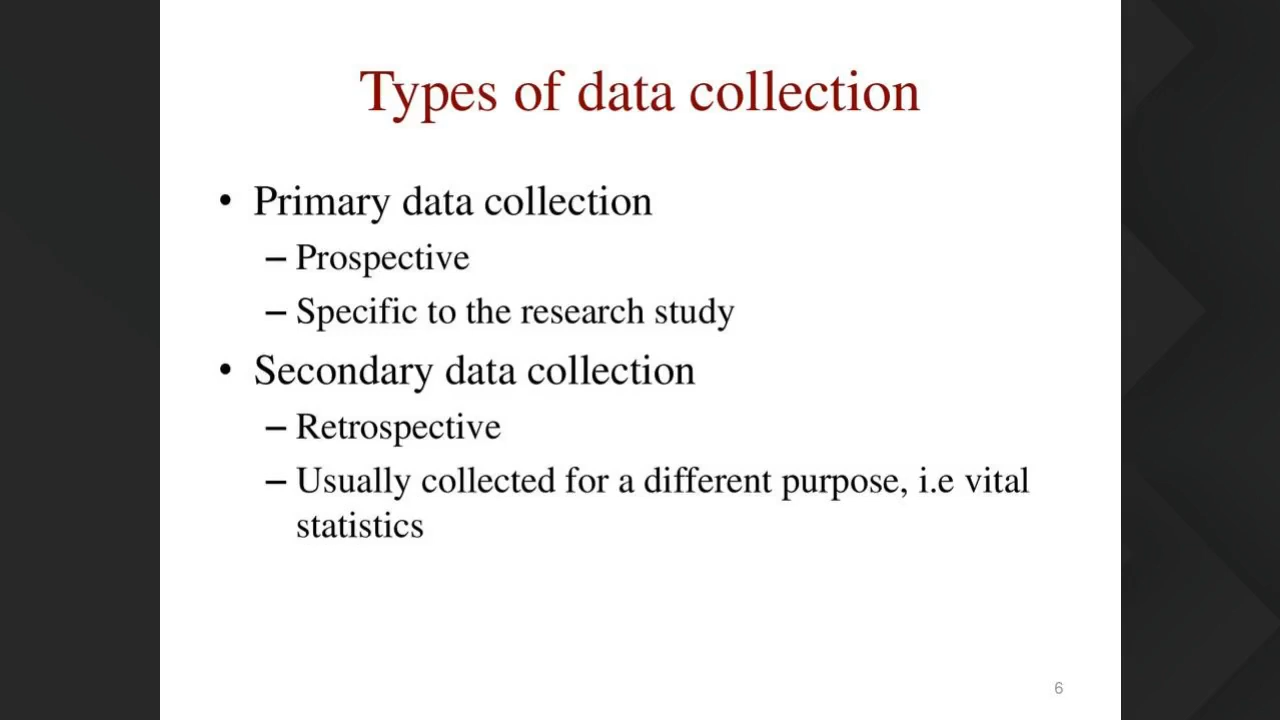 Types of data collection
• Primary data collection
– Prospective
– Specific to the research study
• Secondary data collection
– Retrospective
– Usually collected for a different purpose, i.e vital
statistics
6